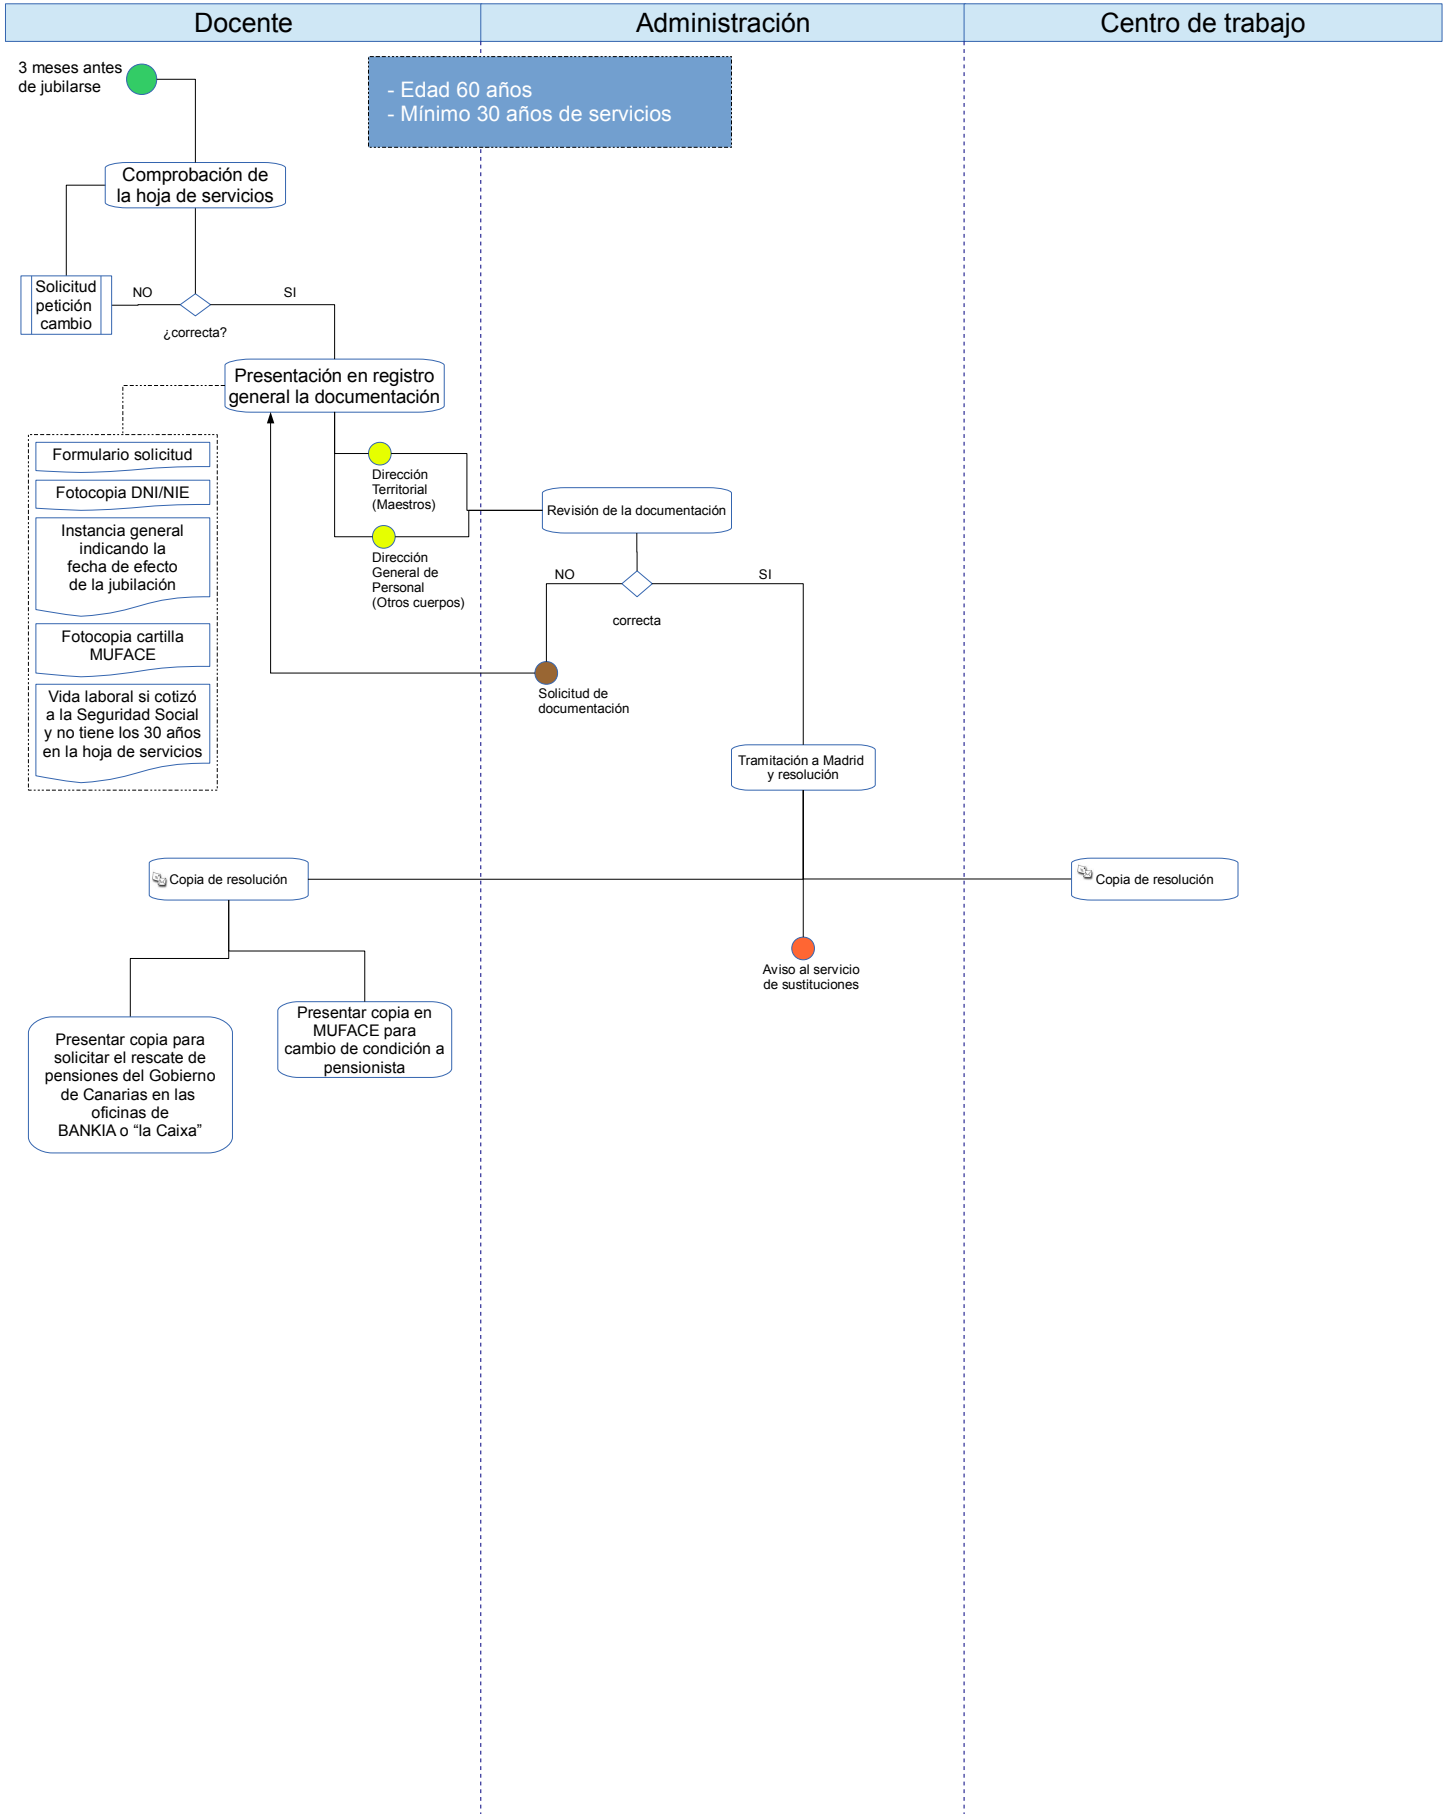 Docente
Administración
Centro de trabajo
3 meses antes
de jubilarse
- Edad 60 años
- Mínimo 30 años de servicios
Comprobación de
la hoja de servicios
Solicitud
petición
cambio
NO
SI
¿correcta?
Presentación en registro
general la documentación
Formulario solicitud
Fotocopia DNI/NIE
Instancia general
indicando la
fecha de efecto
de la jubilación
Fotocopia cartilla
MUFACE
Vida laboral si cotizó
a la Seguridad Social
y no tiene los 30 años
en la hoja de servicios
Dirección
Territorial
(Maestros)
Dirección
General de
Personal
(Otros cuerpos)
Revisión de la documentación
NO
SI
correcta
Solicitud de
documentación
Tramitación a Madrid
y resolución
Copia de resolución
Copia de resolución
Aviso al servicio
de sustituciones
Presentar copia para
solicitar el rescate de
pensiones del Gobierno
de Canarias en las
oficinas de
BANKIA o “la Caixa”
Presentar copia en
MUFACE para
cambio de condición a
pensionista